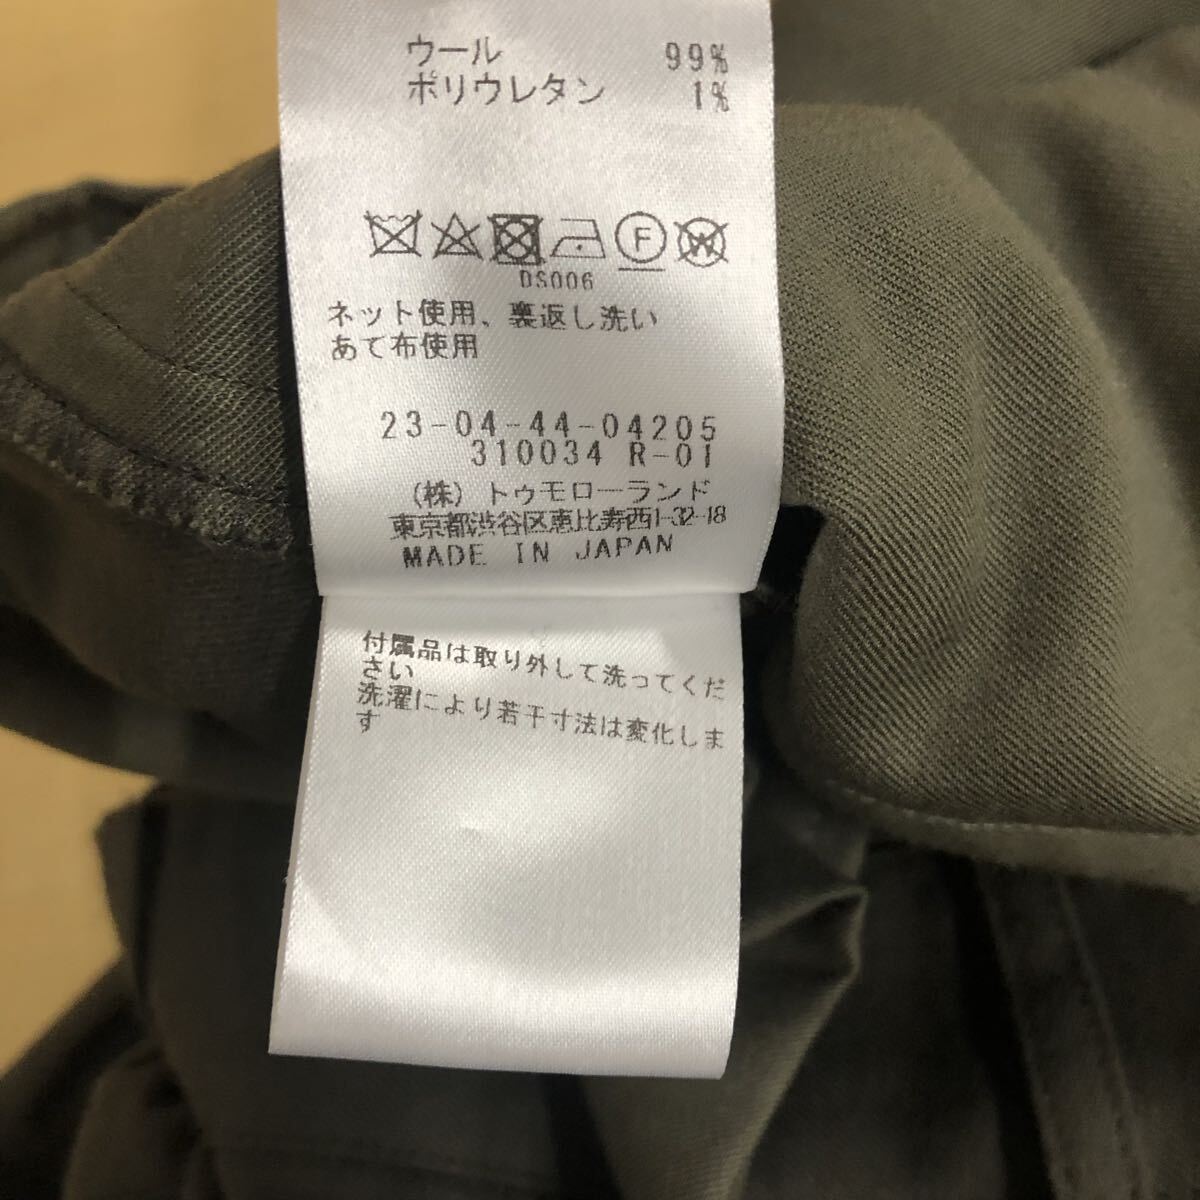 ウール 99%
ポリウレタン 1%
F W
DS006
ネット使用、裏返し洗い
あて布使用
23-04-44-04205
310034 R-01
(株) トゥモローランド
東京都渋谷区恵比寿西1-32-18
MADE IN JAPAN
付属品は取り外して洗ってくだ
さい
洗濯により若干寸法は変化しま
す